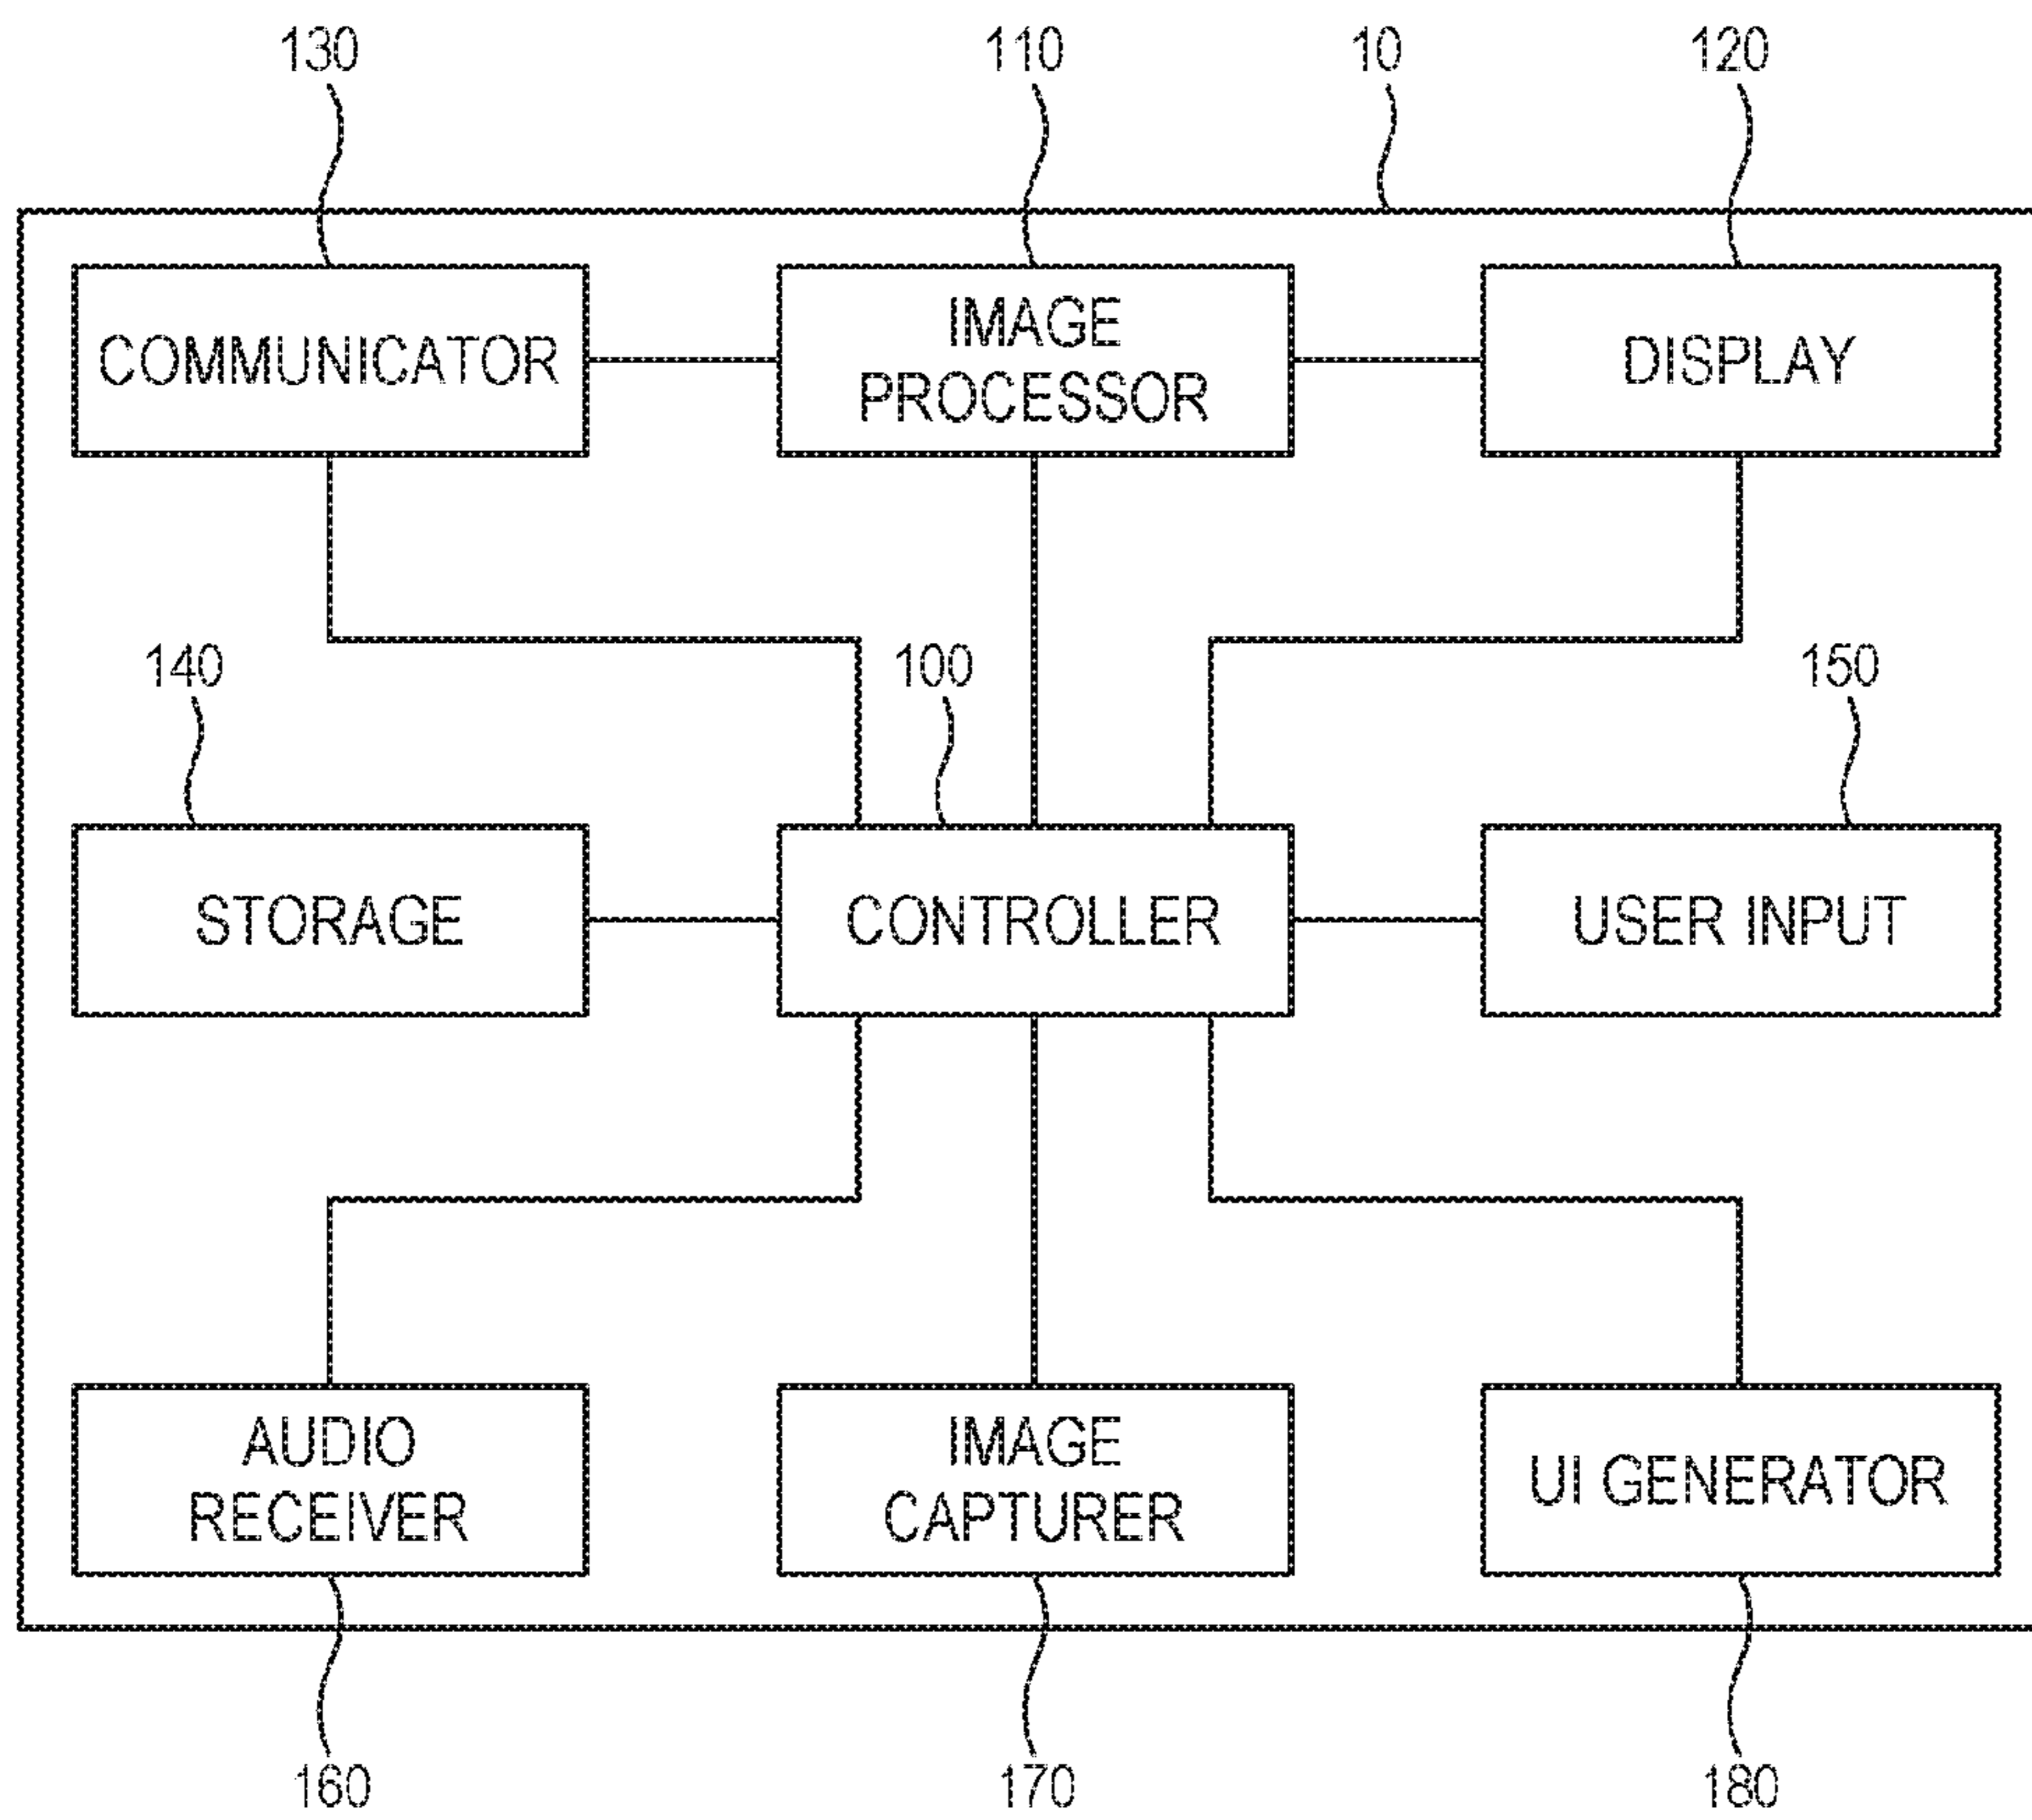 130
110
10
120
COMMUNICATOR
IMAGE
PROCESSOR
DISPLAY
140
100
150
STORAGE
CONTROLLER
USER INPUT
AUDIO
RECEIVER
IMAGE
CAPTURER
UI GENERATOR
160
170
180